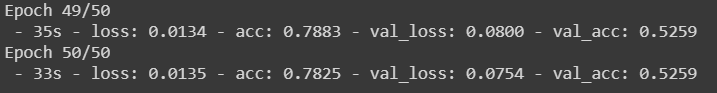 Epoch 49/50
- 35s - loss: 0.0134 - acc: 0.7883 - val_loss: 0.0800 - val_acc: 0.5259
Epoch 50/50
- 33s - loss: 0.0135 - acc: 0.7825 - val_loss: 0.0754 - val_acc: 0.5259